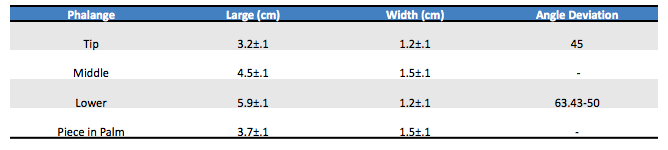 Phalange Large (cm) Width (cm) Angle Deviation
Tip 3.2±.1 1.2±.1 45
Middle 4.5±.1 1.5±.1 -
Lower 5.9±.1 1.2±.1 63.43-50
Piece in Palm 3.7±.1 1.5±.1 -